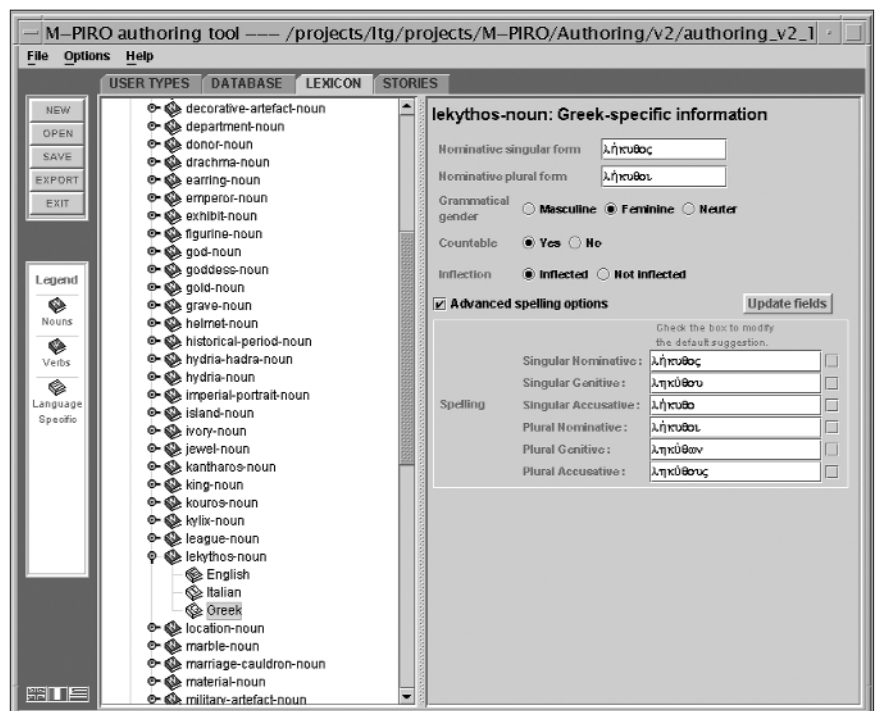 M–PIRO authoring tool ––– /projects/ltg/projects/M–PIRO/Authoring/v2/authoring_v2_1
File Options Help
USER TYPES DATABASE LEXICON STORIES
NEW
OPEN
SAVE
EXPORT
EXIT
Legend
Nouns
Verbs
Language
Specific
decorative-artefact-noun
department-noun
donor-noun
drachma-noun
earring-noun
emperor-noun
exhibit-noun
figurine-noun
god-noun
goddess-noun
gold-noun
grave-noun
helmet-noun
historical-period-noun
hydria-hadra-noun
hydria-noun
imperial-portrait-noun
island-noun
ivory-noun
jewel-noun
kantharos-noun
king-noun
kouros-noun
kylix-noun
league-noun
lekythos-noun
English
Italian
Greek
location-noun
marble-noun
marriage-cauldron-noun
material-noun
military-artefact-noun
lekythos-noun: Greek-specific information
Nominative singular form λήκυθος
Nominative plural form λήκυθοι
Grammatical
gender Masculine Feminine Neuter
Countable Yes No
Inflection Inflected Not inflected
Advanced spelling options Update fields
Check the box to modify
the default suggestion.
Spelling
Singular Nominative: λήκυθος
Singular Genitive: ληκύθου
Singular Accusative: λήκυθο
Plural Nominative: λήκυθοι
Plural Genitive: ληκύθων
Plural Accusative: ληκύθους